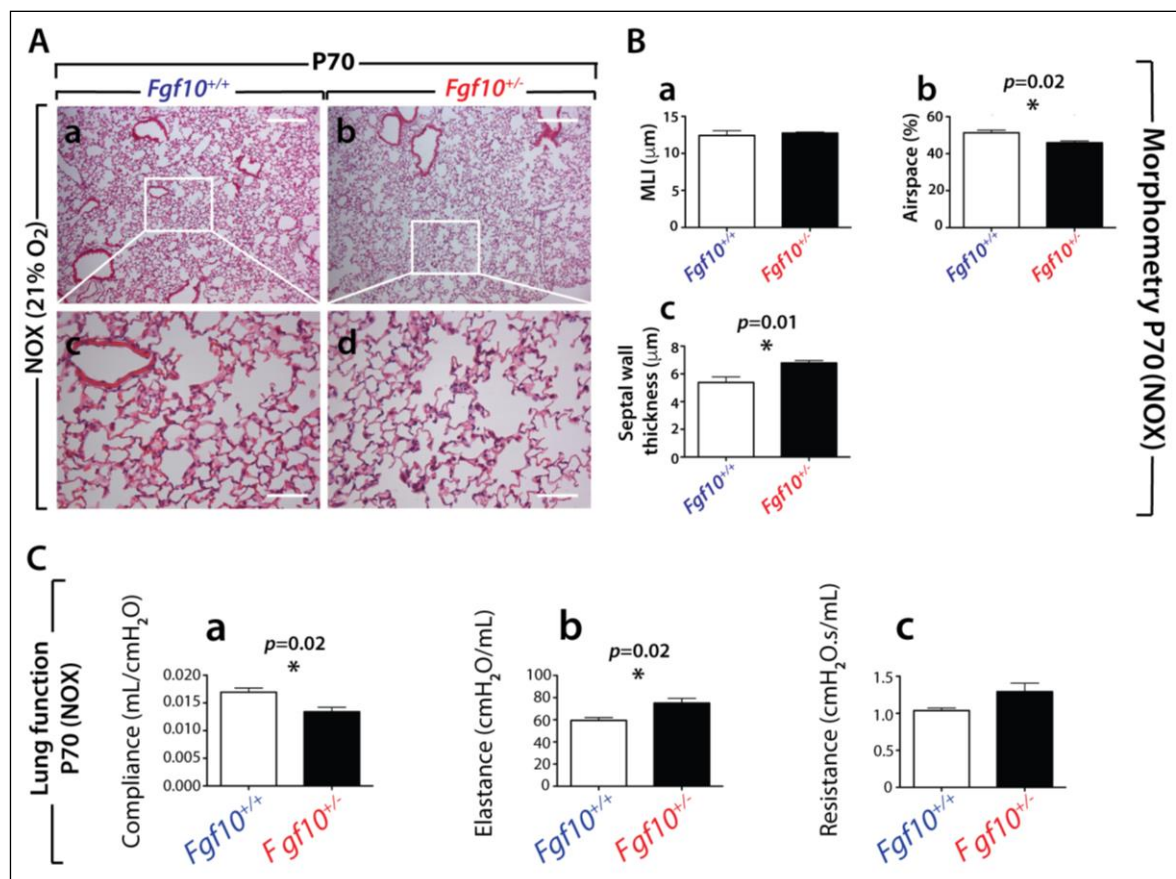 A
P70
Fgf10+/+
Fgf10+/-
NOX (21% O2)
a
b
c
d
B
a
MLI (μm)
15
10
5
0
Fgf10+/+
Fgf10+/-
b
p=0.02
*
Airspace (%)
60
40
20
0
Fgf10+/+
Fgf10+/-
c
p=0.01
*
Septal wall
thickness (μm)
8
6
4
2
0
Fgf10+/+
Fgf10+/-
Morphometry P70 (NOX)
C
Lung function
P70 (NOX)
a
p=0.02
*
Compliance (mL/cmH2O)
0.020
0.015
0.010
0.005
0.000
Fgf10+/+
F gf10+/-
b
p=0.02
*
Elastance (cmH2O/mL)
100
80
60
40
20
0
Fgf10+/+
F gf10+/-
c
Resistance (cmH2O.s/mL)
1.5
1.0
0.5
0
Fgf10+/+
F gf10+/-